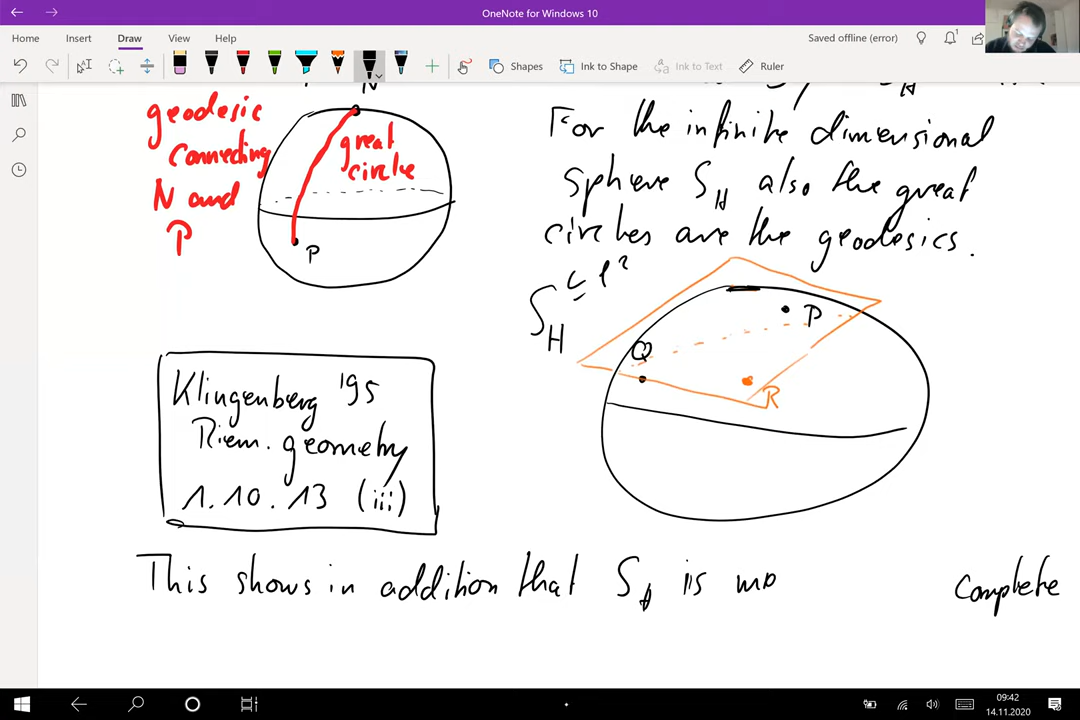 OneNote for Windows 10
Home Insert Draw View Help
Saved offline (error)
Shapes
Ink to Shape
Ink to Text
Ruler
N
geodesic
connecting
N and
P
great
circle
P
For the infinite dimensional
sphere S_H also the great
circles are the geodesics.
S_H ⊆ l²
P
Q
R
Klingenberg '95
Riem. geometry
1.10.13 (iii)
This shows in addition that S is
complete
09:42
14.11.2020